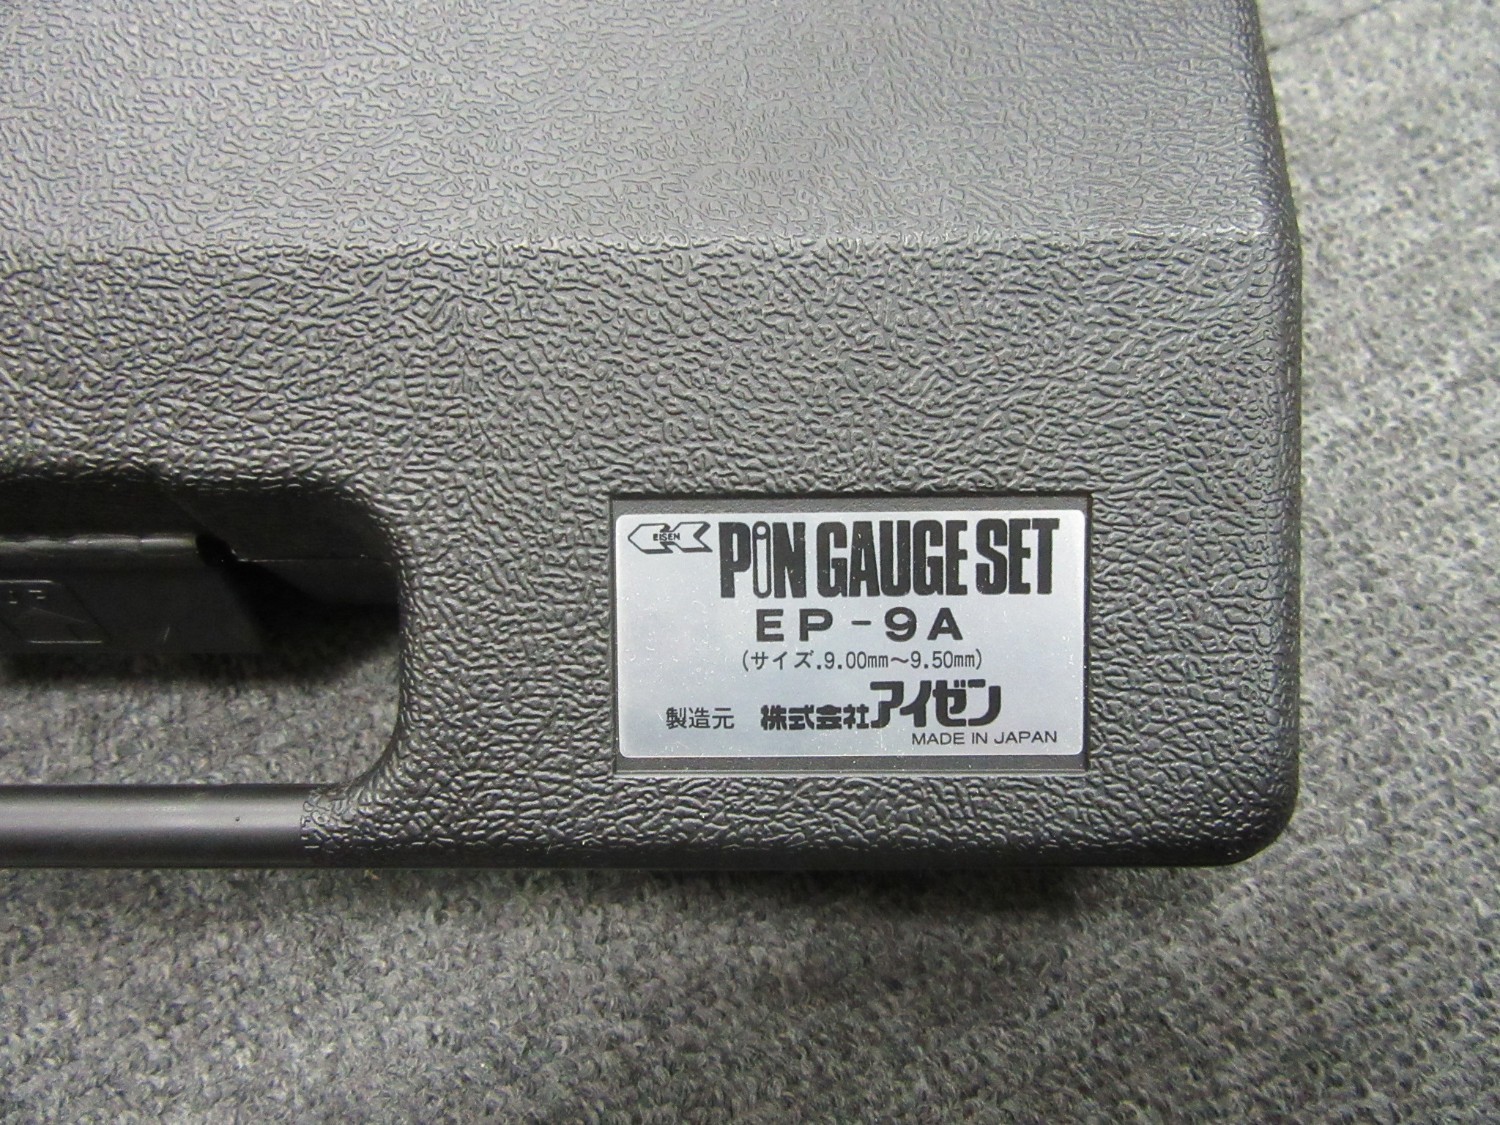 EISEN PiN GAUGE SET
EP-9A
(サイズ.9.00mm～9.50mm)
製造元 株式会社アイゼン
MADE IN JAPAN